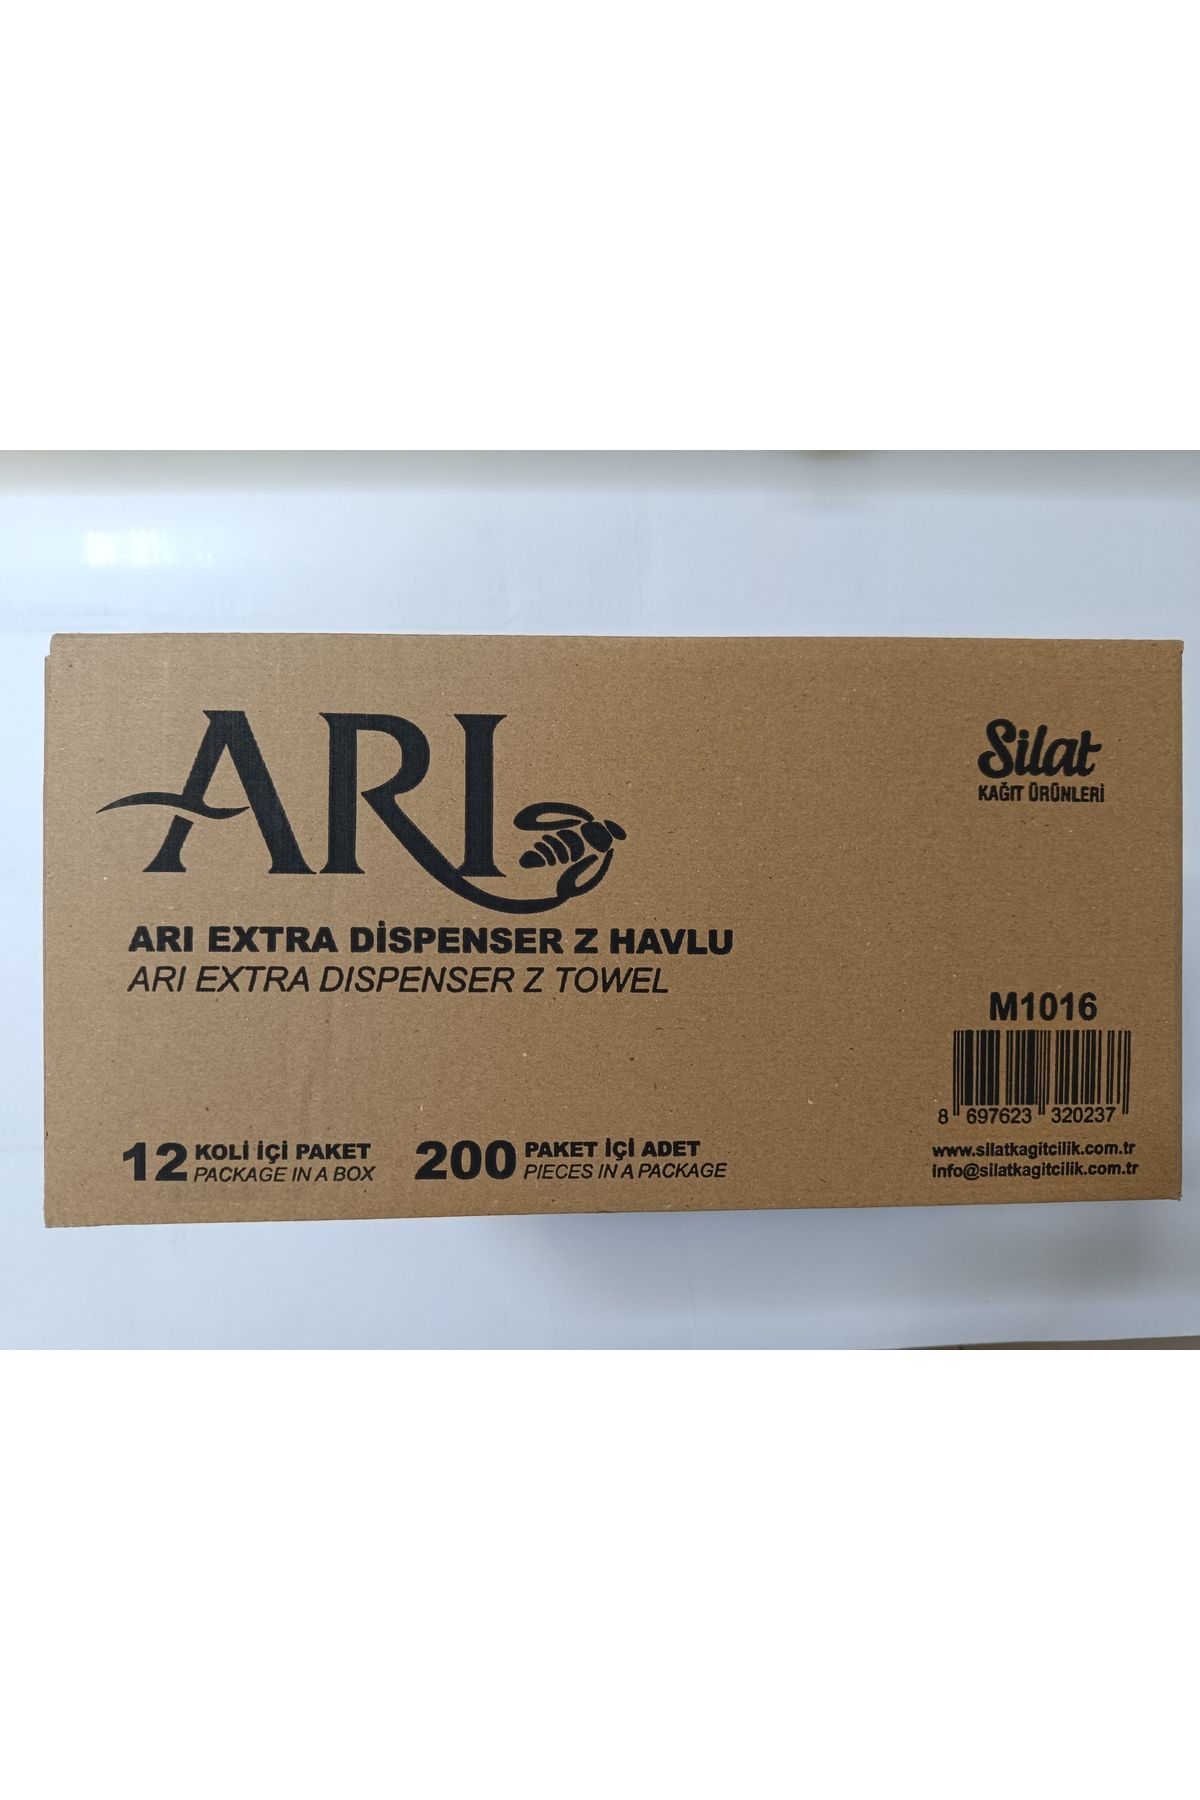 ARI
Silat
KAĞIT ÜRÜNLERİ
ARI EXTRA DİSPENSER Z HAVLU
ARI EXTRA DISPENSER Z TOWEL
M1016
8 697623 320237
12 KOLİ İÇİ PAKET
PACKAGE IN A BOX
200 PAKET İÇİ ADET
PIECES IN A PACKAGE
www.silatkagitcilik.com.tr
info@silatkagitcilik.com.tr